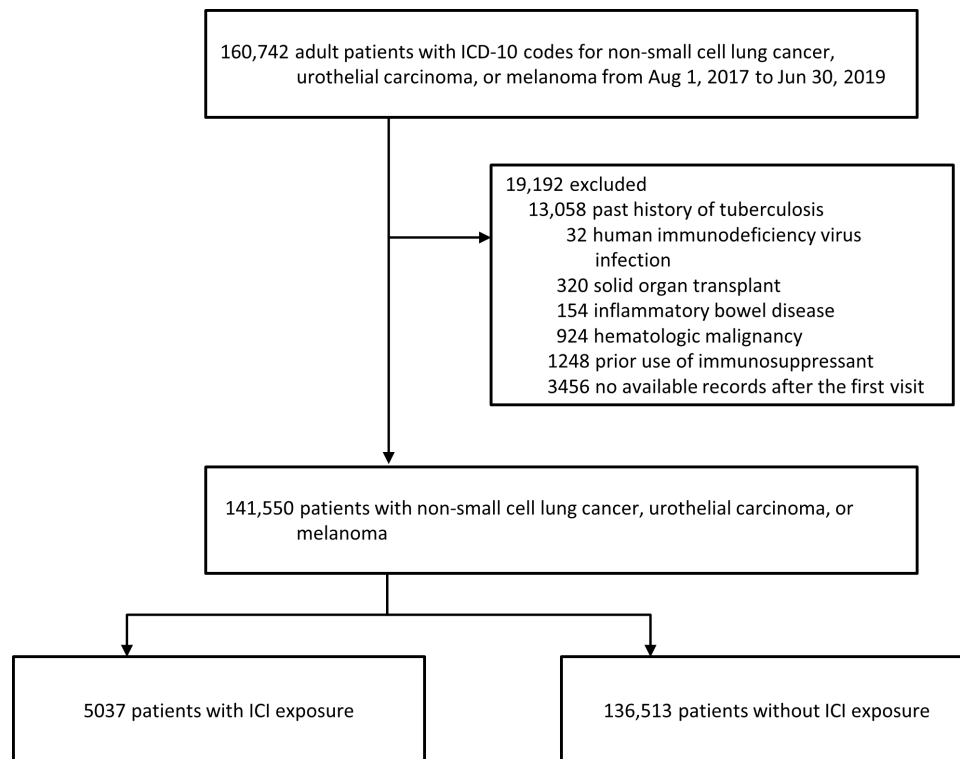 160,742 adult patients with ICD-10 codes for non-small cell lung cancer,
urothelial carcinoma, or melanoma from Aug 1, 2017 to Jun 30, 2019
19,192 excluded
13,058 past history of tuberculosis
32 human immunodeficiency virus
infection
320 solid organ transplant
154 inflammatory bowel disease
924 hematologic malignancy
1248 prior use of immunosuppressant
3456 no available records after the first visit
141,550 patients with non-small cell lung cancer, urothelial carcinoma, or
melanoma
5037 patients with ICI exposure
136,513 patients without ICI exposure